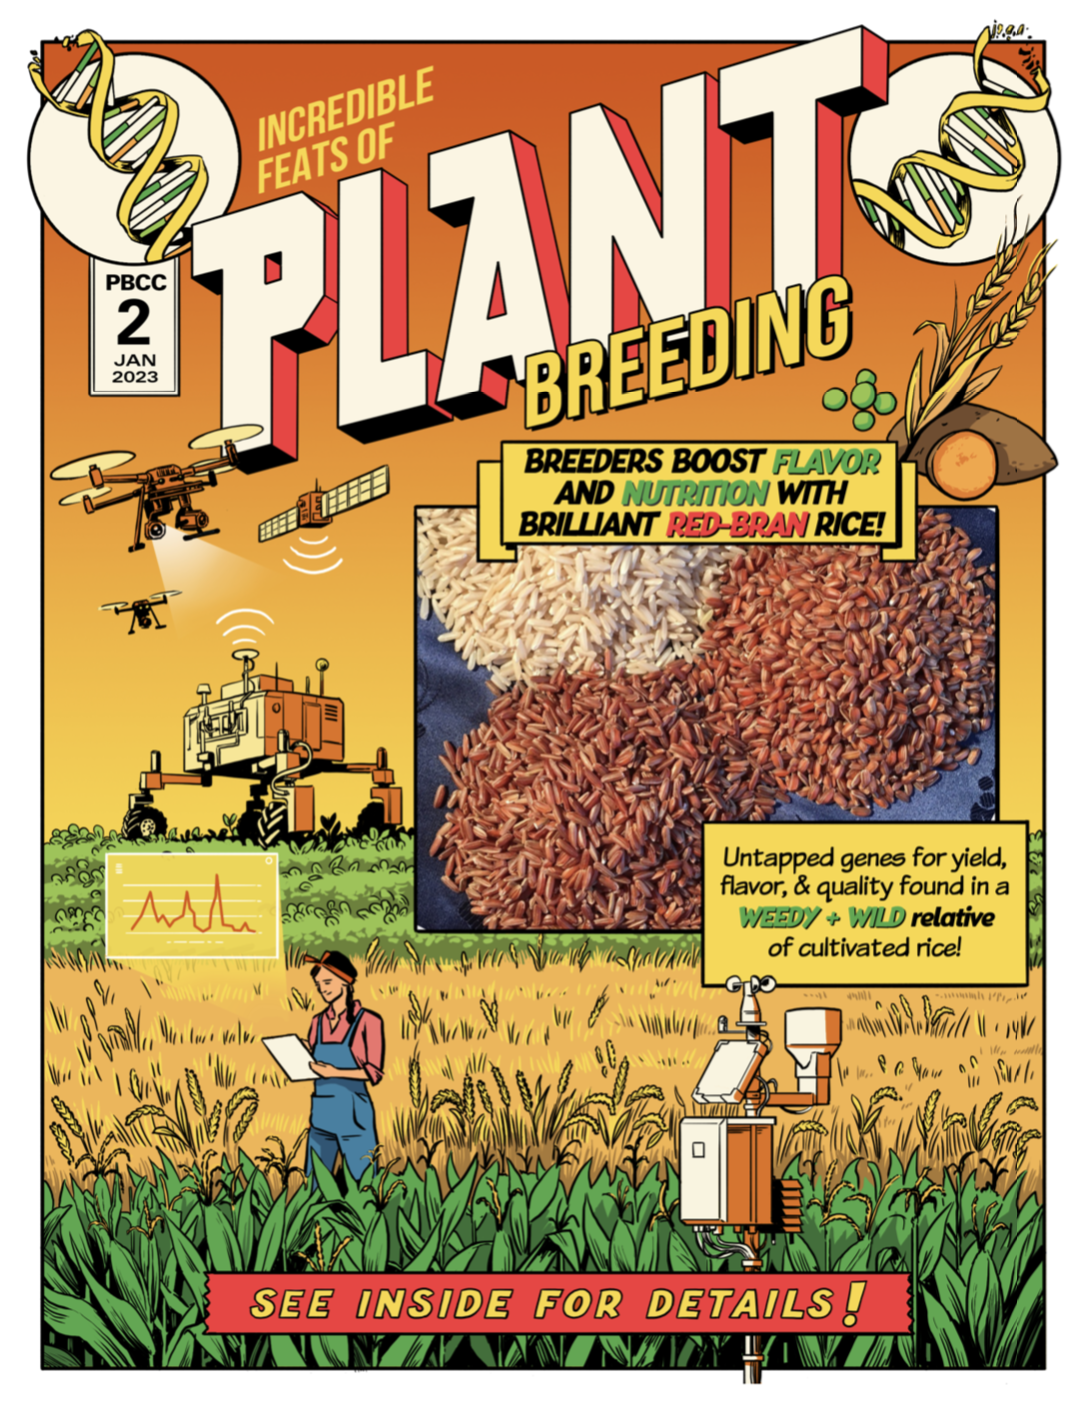 INCREDIBLE
FEATS OF
PLANT
BREEDING
PBCC
2
JAN
2023
BREEDERS BOOST FLAVOR
AND NUTRITION WITH
BRILLIANT RED-BRAN RICE!
Untapped genes for yield,
flavor, & quality found in a
WEEDY + WILD relative
of cultivated rice!
SEE INSIDE FOR DETAILS!